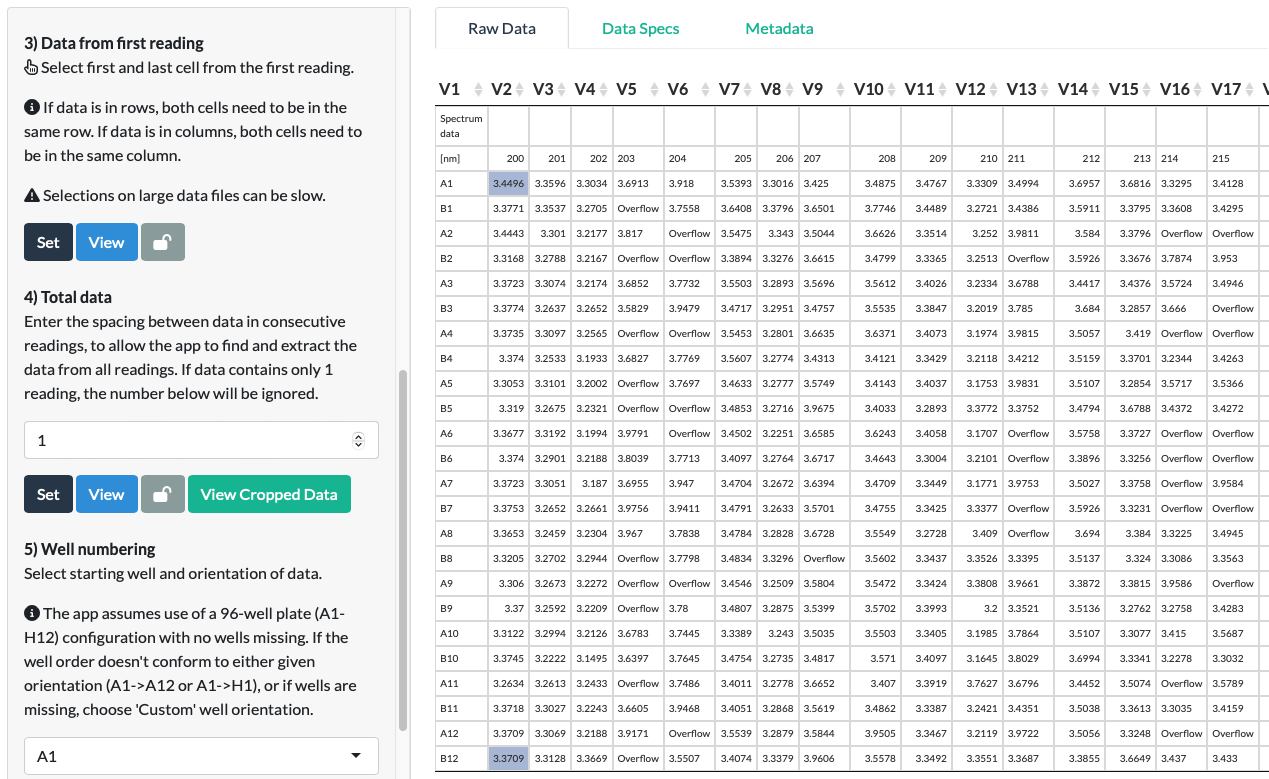 3) Data from first reading
Select first and last cell from the first reading.
If data is in rows, both cells need to be in the
same row. If data is in columns, both cells need to
be in the same column.
Selections on large data files can be slow.
Set View
4) Total data
Enter the spacing between data in consecutive
readings, to allow the app to find and extract the
data from all readings. If data contains only 1
reading, the number below will be ignored.
1
Set View View Cropped Data
5) Well numbering
Select starting well and orientation of data.
The app assumes use of a 96-well plate (A1-
H12) configuration with no wells missing. If the
well order doesn't conform to either given
orientation (A1->A12 or A1->H1), or if wells are
missing, choose 'Custom' well orientation.
A1
Raw Data Data Specs Metadata
V1 V2 V3 V4 V5 V6 V7 V8 V9 V10 V11 V12 V13 V14 V15 V16 V17
Spectrum
data
[nm] 200 201 202 203 204 205 206 207 208 209 210 211 212 213 214 215
A1 3.4496 3.3596 3.3034 3.6913 3.918 3.5393 3.3016 3.425 3.4875 3.4767 3.3309 3.4994 3.6957 3.6816 3.3295 3.4128
B1 3.3771 3.3537 3.2705 Overflow 3.7558 3.6408 3.3796 3.6501 3.7746 3.4489 3.2721 3.4386 3.5911 3.3795 3.3608 3.4295
A2 3.4443 3.301 3.2177 3.817 Overflow 3.5475 3.343 3.5044 3.6626 3.3514 3.252 3.9811 3.584 3.3796 Overflow Overflow
B2 3.3168 3.2788 3.2167 Overflow Overflow 3.3894 3.3276 3.6615 3.4799 3.3365 3.2513 Overflow 3.5926 3.3676 3.7874 3.953
A3 3.3723 3.3074 3.2174 3.6852 3.7732 3.5503 3.2893 3.5696 3.5612 3.4026 3.2334 3.6788 3.4417 3.4376 3.5724 3.4946
B3 3.3774 3.2637 3.2652 3.5829 3.9479 3.4717 3.2951 3.4757 3.5535 3.3847 3.2019 3.785 3.684 3.2857 3.666 Overflow
A4 3.3735 3.3097 3.2565 Overflow Overflow 3.5453 3.2801 3.6635 3.6371 3.4073 3.1974 3.9815 3.5057 3.419 Overflow Overflow
B4 3.374 3.2533 3.1933 3.6827 3.7769 3.5607 3.2774 3.4313 3.4121 3.3429 3.2118 3.4212 3.5159 3.3701 3.2344 3.4263
A5 3.3053 3.3101 3.2002 Overflow 3.7697 3.4633 3.2777 3.5749 3.4143 3.4037 3.1753 3.9831 3.5107 3.2854 3.5717 3.5366
B5 3.319 3.2675 3.2321 Overflow Overflow 3.4853 3.2716 3.9675 3.4033 3.2893 3.3772 3.3752 3.4794 3.6788 3.4372 3.4272
A6 3.3677 3.3192 3.1994 3.9791 Overflow 3.4502 3.2251 3.6585 3.6243 3.4058 3.1707 Overflow 3.5758 3.3727 Overflow Overflow
B6 3.374 3.2901 3.2188 3.8039 3.7713 3.4097 3.2764 3.6717 3.4643 3.3004 3.2101 Overflow 3.3896 3.3256 Overflow Overflow
A7 3.3723 3.3051 3.187 3.6955 3.947 3.4704 3.2672 3.6394 3.4709 3.3449 3.1771 3.9753 3.5027 3.3758 Overflow 3.9584
B7 3.3753 3.2652 3.2661 3.9756 3.9411 3.4791 3.2633 3.5701 3.4755 3.3425 3.3377 Overflow 3.5926 3.3231 Overflow Overflow
A8 3.3653 3.2459 3.2304 3.967 3.7838 3.4784 3.2828 3.6728 3.5549 3.2728 3.409 Overflow 3.694 3.384 3.3225 3.4945
B8 3.3205 3.2702 3.2944 Overflow 3.7798 3.4834 3.3296 Overflow 3.5602 3.3437 3.3526 3.3395 3.5137 3.324 3.3086 3.3563
A9 3.306 3.2673 3.2272 Overflow Overflow 3.4546 3.2509 3.5804 3.5472 3.3424 3.3808 3.9661 3.3872 3.3815 3.9586 Overflow
B9 3.37 3.2592 3.2209 Overflow 3.78 3.4807 3.2875 3.5399 3.5702 3.3993 3.2 3.3521 3.5136 3.2762 3.2758 3.4283
A10 3.3122 3.2994 3.2126 3.6783 3.7445 3.3389 3.243 3.5035 3.5503 3.3405 3.1985 3.7864 3.5107 3.3077 3.415 3.5687
B10 3.3745 3.2222 3.1495 3.6397 3.7645 3.4754 3.2735 3.4817 3.571 3.4097 3.1645 3.8029 3.6994 3.3341 3.2278 3.3032
A11 3.2634 3.2613 3.2433 Overflow 3.7486 3.4011 3.2778 3.6652 3.407 3.3919 3.7627 3.6796 3.4452 3.5074 Overflow 3.5789
B11 3.3718 3.3027 3.2243 3.6605 3.9468 3.4051 3.2868 3.5619 3.4862 3.3387 3.2421 3.4351 3.5038 3.3613 3.3035 3.4159
A12 3.3709 3.3069 3.2188 3.9171 Overflow 3.5539 3.2879 3.5844 3.9505 3.3467 3.2119 3.9722 3.5056 3.3248 Overflow Overflow
B12 3.3709 3.3128 3.3669 Overflow 3.5507 3.4074 3.3379 3.9606 3.5578 3.3492 3.3551 3.3687 3.3855 3.6649 3.437 3.433